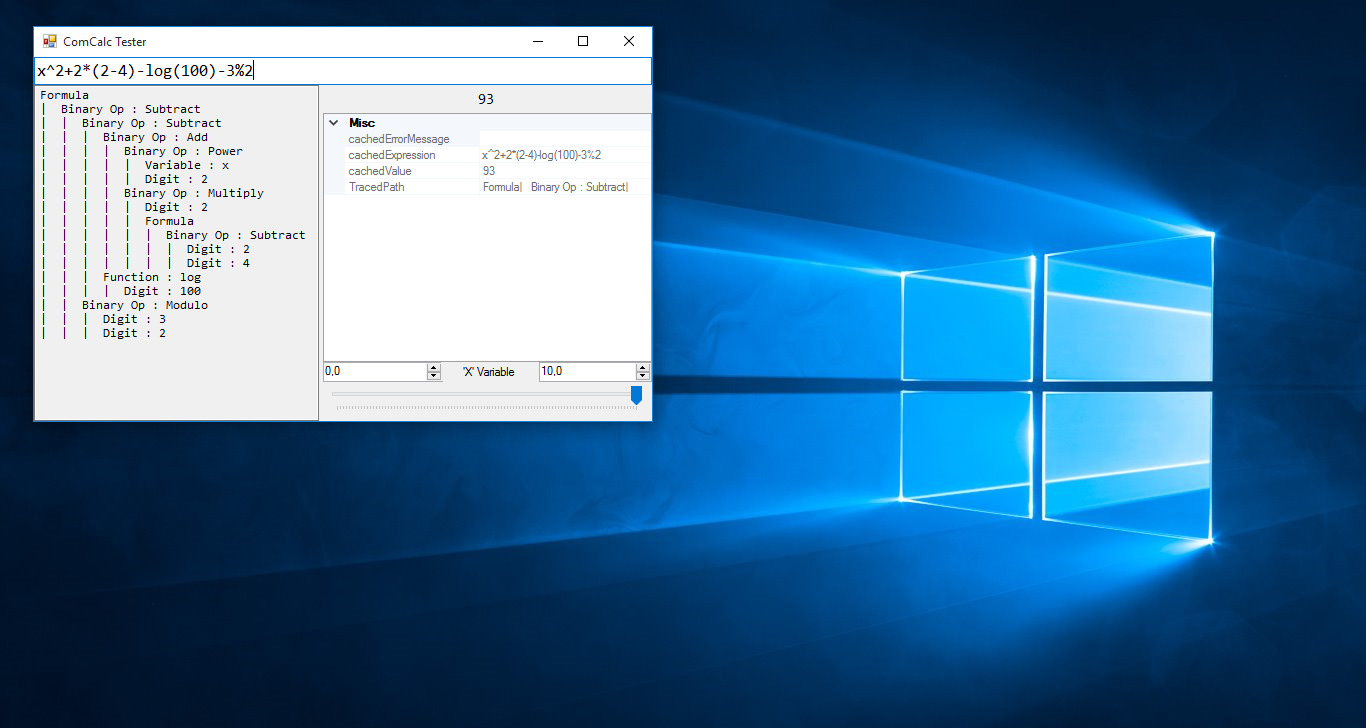 ComCalc Tester
x^2+2*(2-4)-log(100)-3%2
Formula
| Binary Op : Subtract
| | Binary Op : Subtract
| | | Binary Op : Add
| | | | Binary Op : Power
| | | | | Variable : x
| | | | | Digit : 2
| | | | Binary Op : Multiply
| | | | | Digit : 2
| | | | | Formula
| | | | | | Binary Op : Subtract
| | | | | | | Digit : 2
| | | | | | | Digit : 4
| | | Function : log
| | | | Digit : 100
| | Binary Op : Modulo
| | | Digit : 3
| | | Digit : 2
93
Misc
cachedErrorMessage
cachedExpression x^2+2*(2-4)-log(100)-3%2
cachedValue 93
TracedPath Formula| Binary Op : Subtract|
0,0 'X' Variable 10,0